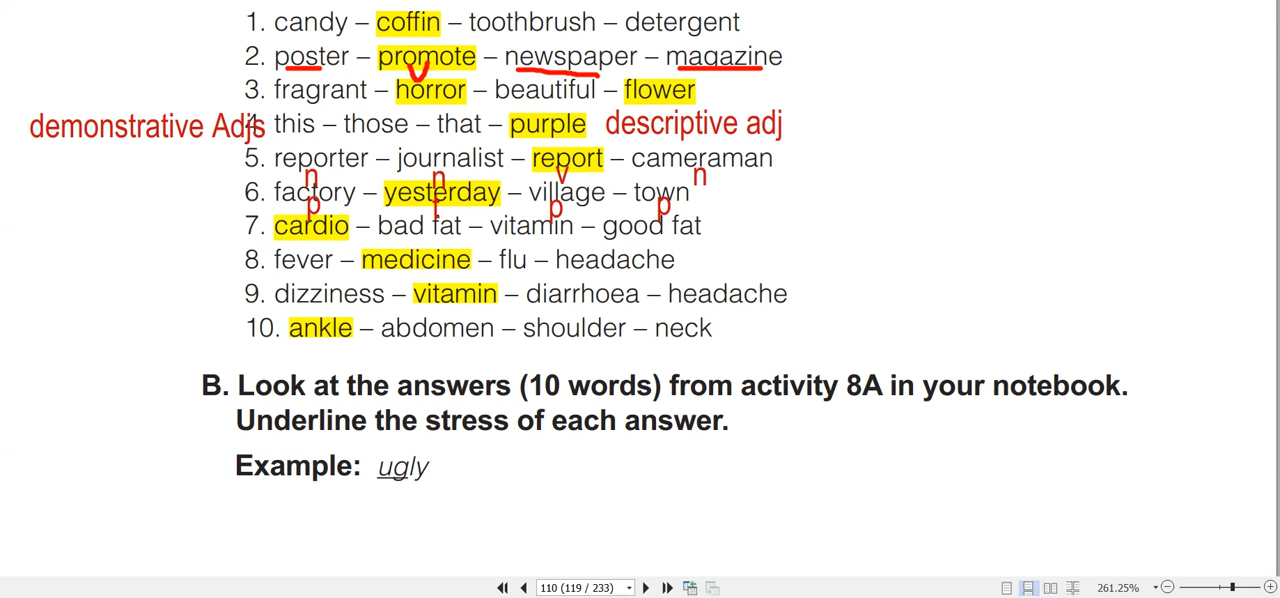 1. candy – coffin – toothbrush – detergent
2. poster – promote – newspaper – magazine
v
3. fragrant – horror – beautiful – flower
demonstrative Adjs 4. this – those – that – purple descriptive adj
5. reporter – journalist – report – cameraman
n n v n
6. factory – yesterday – village – town
p t p p
7. cardio – bad fat – vitamin – good fat
8. fever – medicine – flu – headache
9. dizziness – vitamin – diarrhoea – headache
10. ankle – abdomen – shoulder – neck
B. Look at the answers (10 words) from activity 8A in your notebook.
Underline the stress of each answer.
Example: ugly
110 (119 / 233) 261.25%